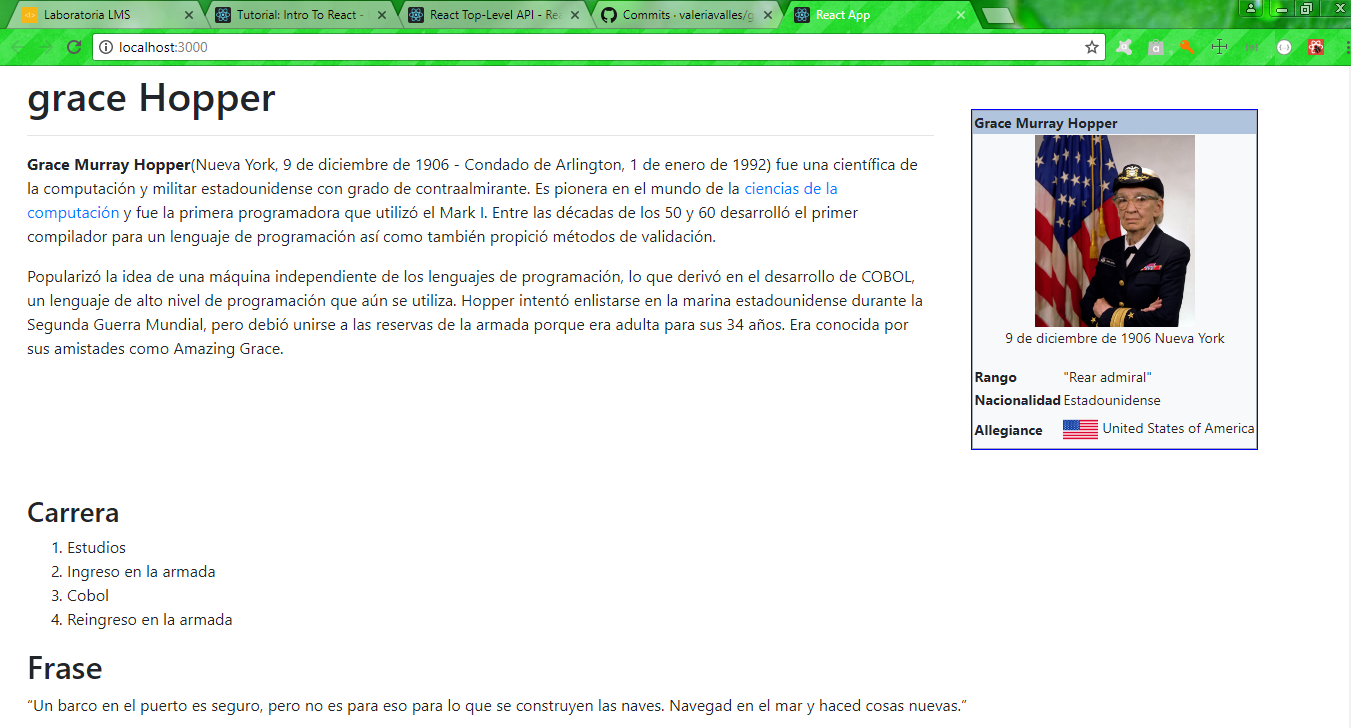 Laboratoria LMS
Tutorial: Intro To React -
React Top-Level API - Rea
Commits · valeriavalles/g
React App
localhost:3000
grace Hopper
Grace Murray Hopper(Nueva York, 9 de diciembre de 1906 - Condado de Arlington, 1 de enero de 1992) fue una científica de
la computación y militar estadounidense con grado de contraalmirante. Es pionera en el mundo de la ciencias de la
computación y fue la primera programadora que utilizó el Mark I. Entre las décadas de los 50 y 60 desarrolló el primer
compilador para un lenguaje de programación así como también propició métodos de validación.
Popularizó la idea de una máquina independiente de los lenguajes de programación, lo que derivó en el desarrollo de COBOL,
un lenguaje de alto nivel de programación que aún se utiliza. Hopper intentó enlistarse en la marina estadounidense durante la
Segunda Guerra Mundial, pero debió unirse a las reservas de la armada porque era adulta para sus 34 años. Era conocida por
sus amistades como Amazing Grace.
Grace Murray Hopper
9 de diciembre de 1906 Nueva York
Rango "Rear admiral"
Nacionalidad Estadounidense
Allegiance United States of America
Carrera
1. Estudios
2. Ingreso en la armada
3. Cobol
4. Reingreso en la armada
Frase
"Un barco en el puerto es seguro, pero no es para eso para lo que se construyen las naves. Navegad en el mar y haced cosas nuevas."